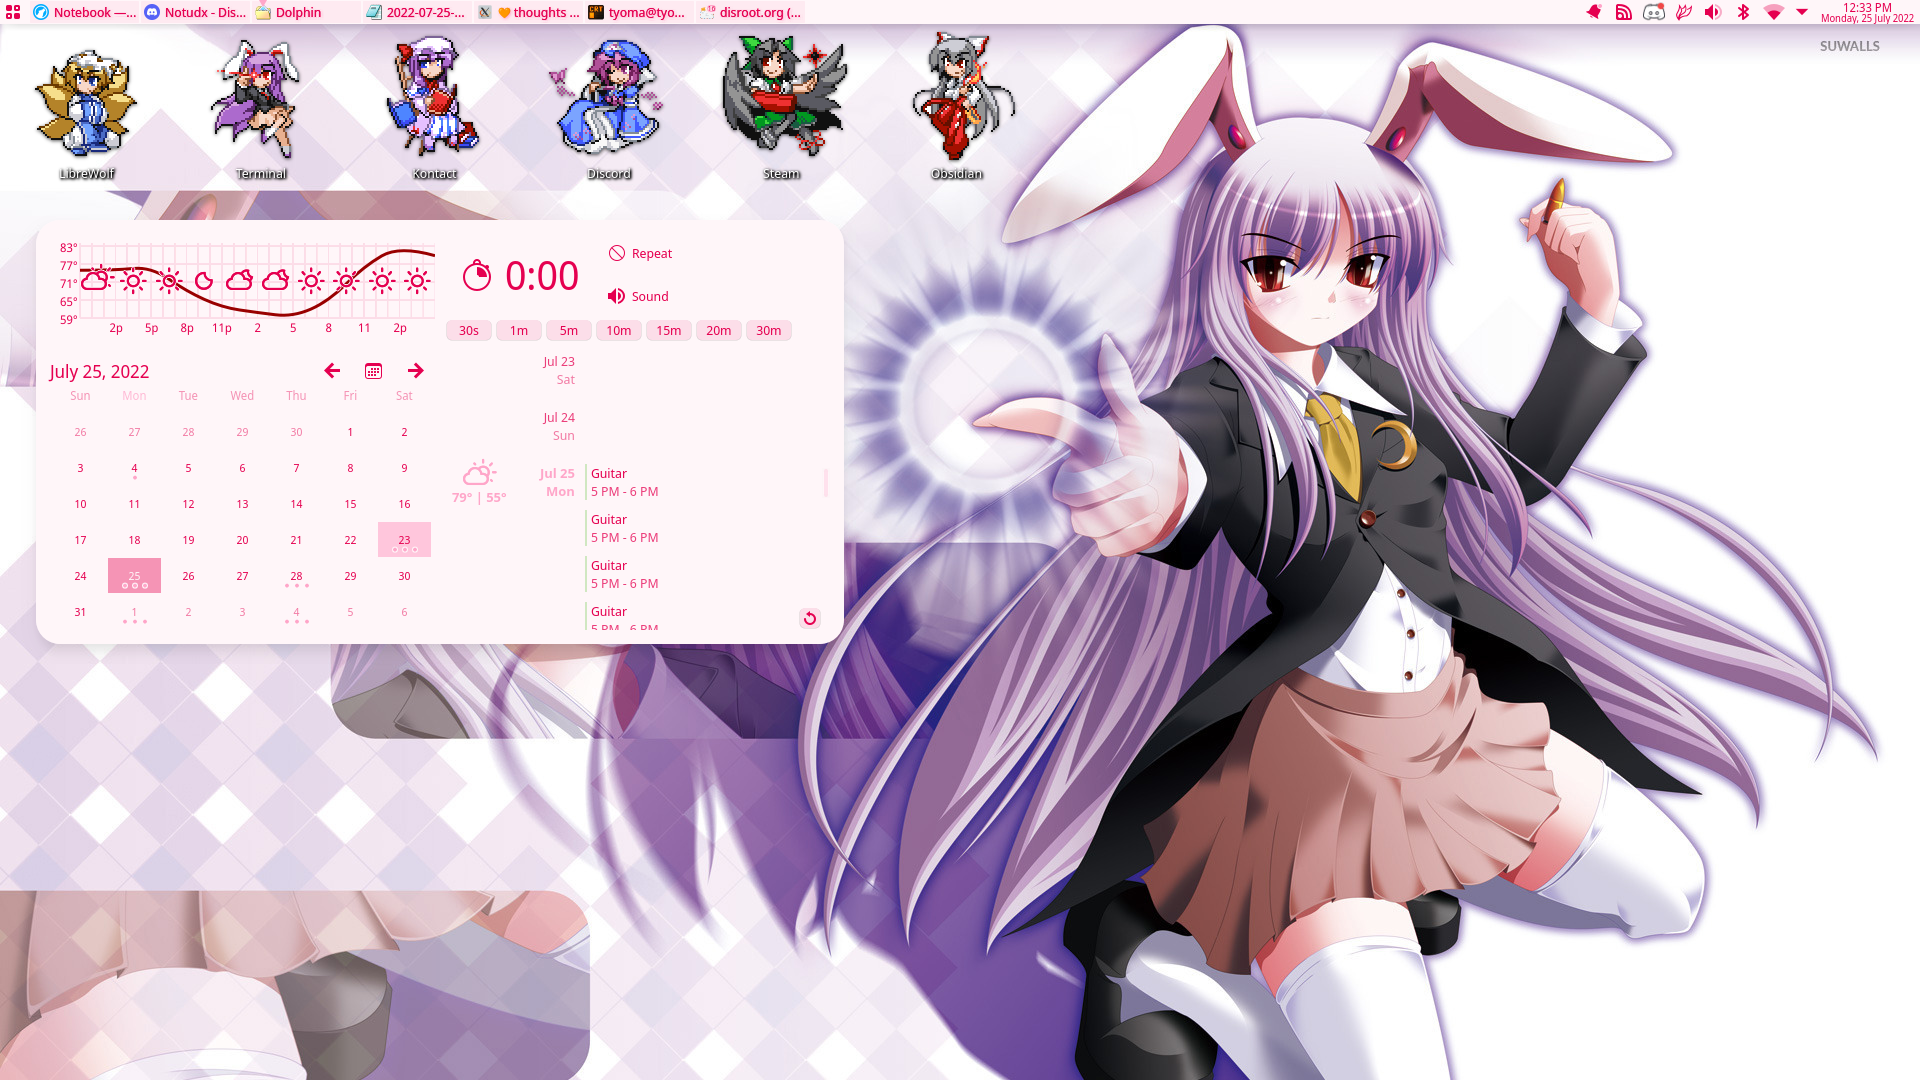 Notebook —... Notudx - Dis... Dolphin 2022-07-25-... thoughts ... tyoma@tyo... disroot.org (... 12:33 PM
Monday, 25 July 2022
SUWALLS
LibreWolf Terminal Kontact Discord Steam Obsidian
83°
77°
71°
65°
59°
2p 5p 8p 11p 2 5 8 11 2p
0:00
Repeat
Sound
30s 1m 5m 10m 15m 20m 30m
July 25, 2022
Sun Mon Tue Wed Thu Fri Sat
26 27 28 29 30 1 2
3 4 5 6 7 8 9
10 11 12 13 14 15 16
17 18 19 20 21 22 23
24 25 26 27 28 29 30
31 1 2 3 4 5 6
Jul 23
Sat
Jul 24
Sun
79° | 55°
Jul 25
Mon
Guitar
5 PM - 6 PM
Guitar
5 PM - 6 PM
Guitar
5 PM - 6 PM
Guitar
5 PM - 6 PM